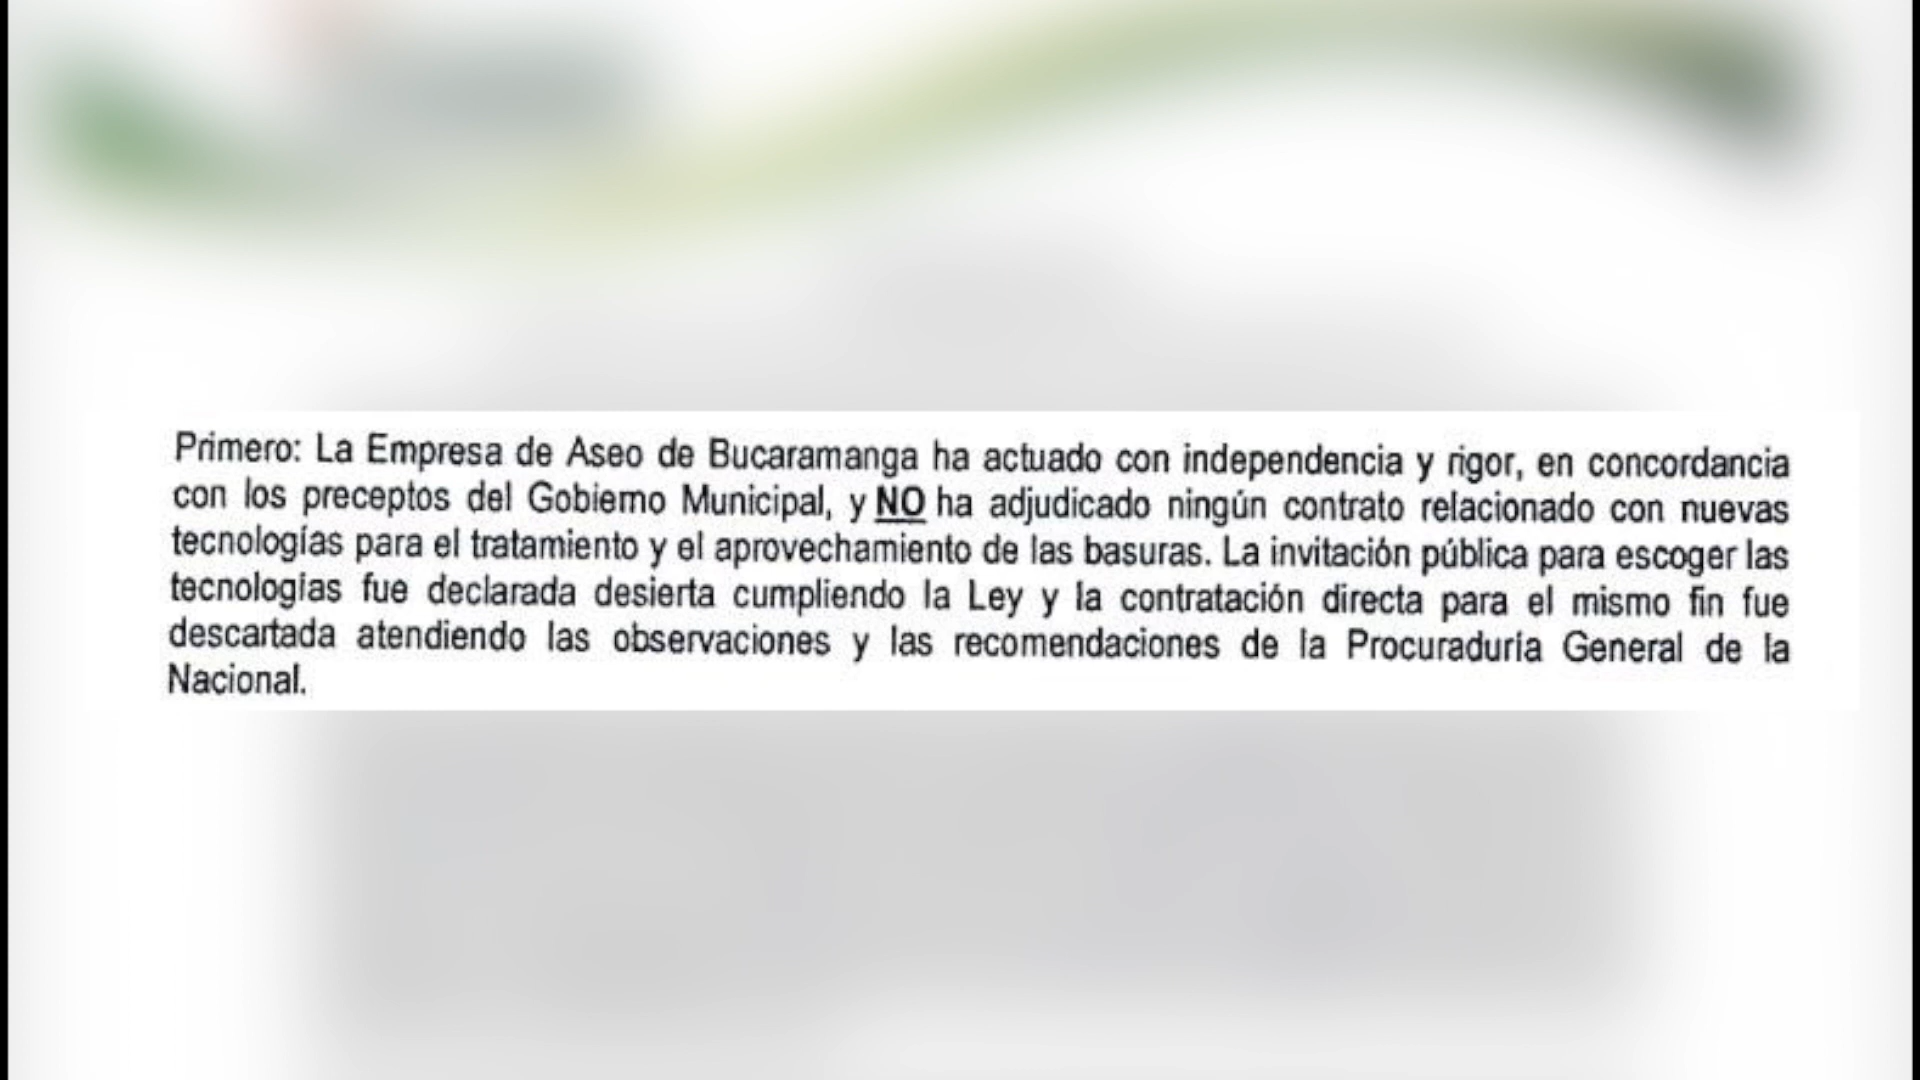 Primero: La Empresa de Aseo de Bucaramanga ha actuado con independencia y rigor, en concordancia
con los preceptos del Gobierno Municipal, y NO ha adjudicado ningún contrato relacionado con nuevas
tecnologías para el tratamiento y el aprovechamiento de las basuras. La invitación pública para escoger las
tecnologías fue declarada desierta cumpliendo la Ley y la contratación directa para el mismo fin fue
descartada atendiendo las observaciones y las recomendaciones de la Procuraduría General de la
Nacional.